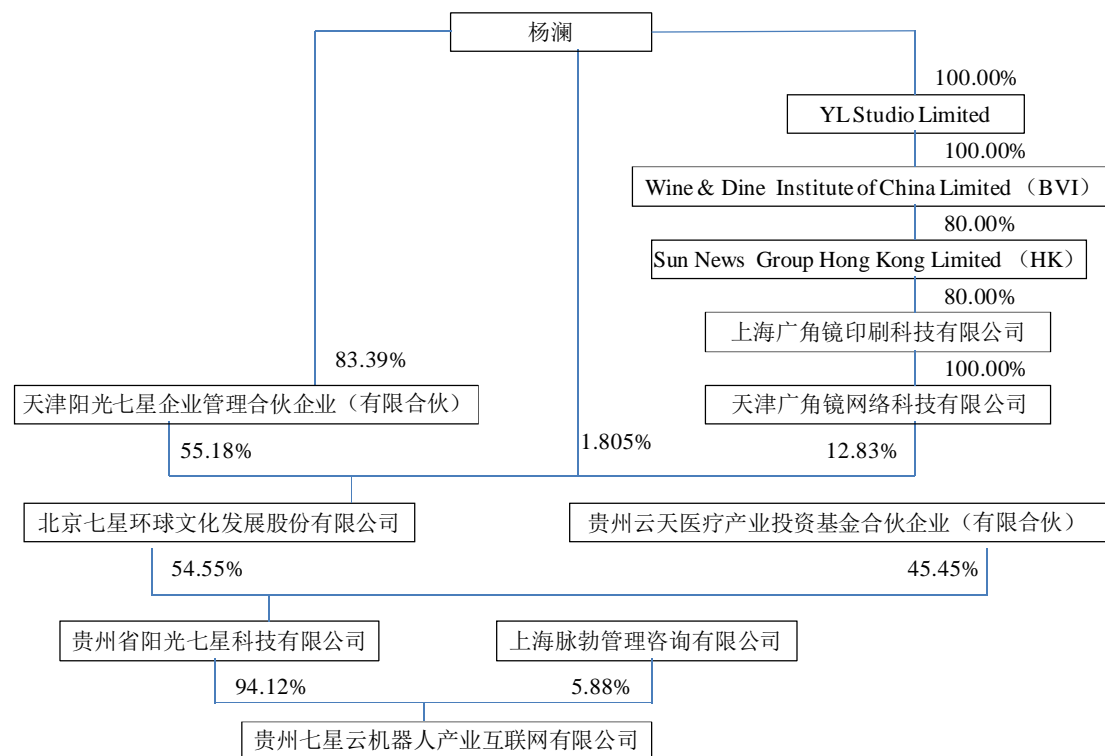 杨澜
100.00%
YL Studio Limited
100.00%
Wine & Dine Institute of China Limited （BVI）
80.00%
Sun News Group Hong Kong Limited （HK）
80.00%
上海广角镜印刷科技有限公司
83.39%
100.00%
天津阳光七星企业管理合伙企业（有限合伙）
天津广角镜网络科技有限公司
55.18%
1.805%
12.83%
北京七星环球文化发展股份有限公司
贵州云天医疗产业投资基金合伙企业（有限合伙）
54.55%
45.45%
贵州省阳光七星科技有限公司
上海脉勃管理咨询有限公司
94.12%
5.88%
贵州七星云机器人产业互联网有限公司